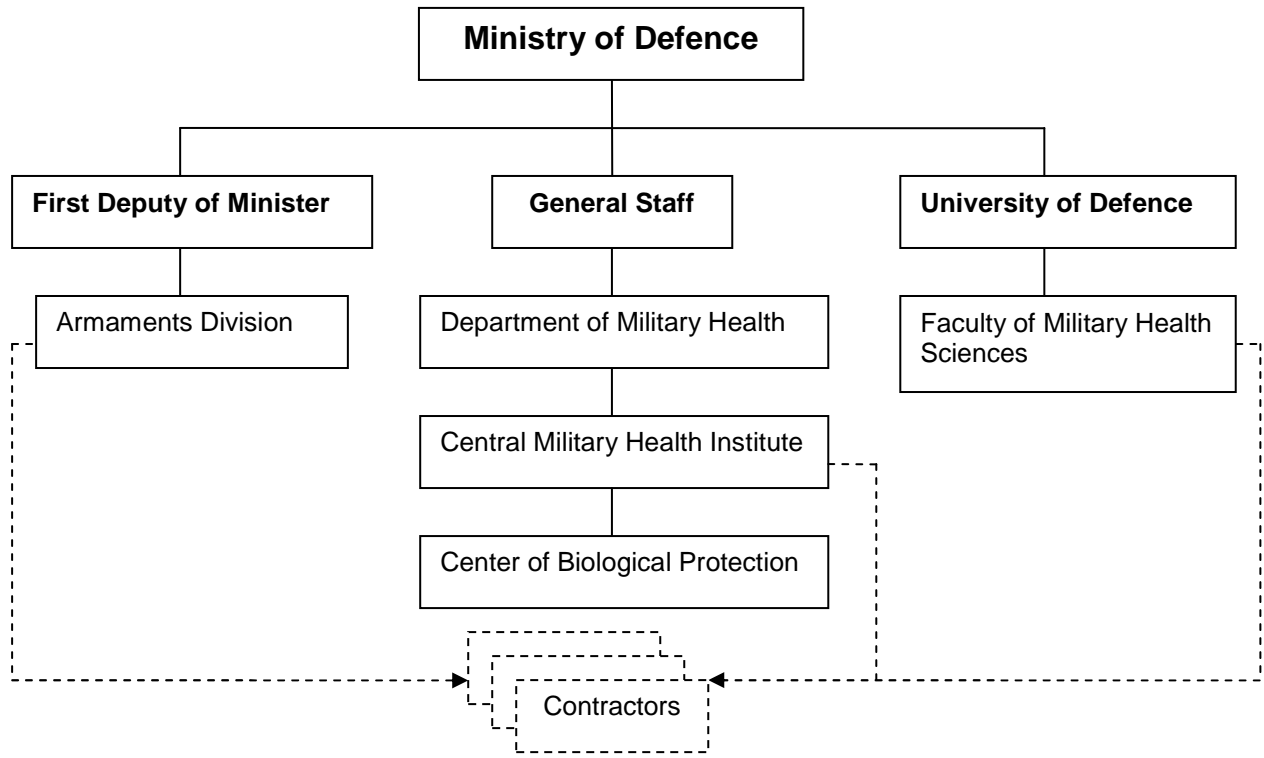 Ministry of Defence
First Deputy of Minister
General Staff
University of Defence
Armaments Division
Department of Military Health
Faculty of Military Health
Sciences
Central Military Health Institute
Center of Biological Protection
Contractors